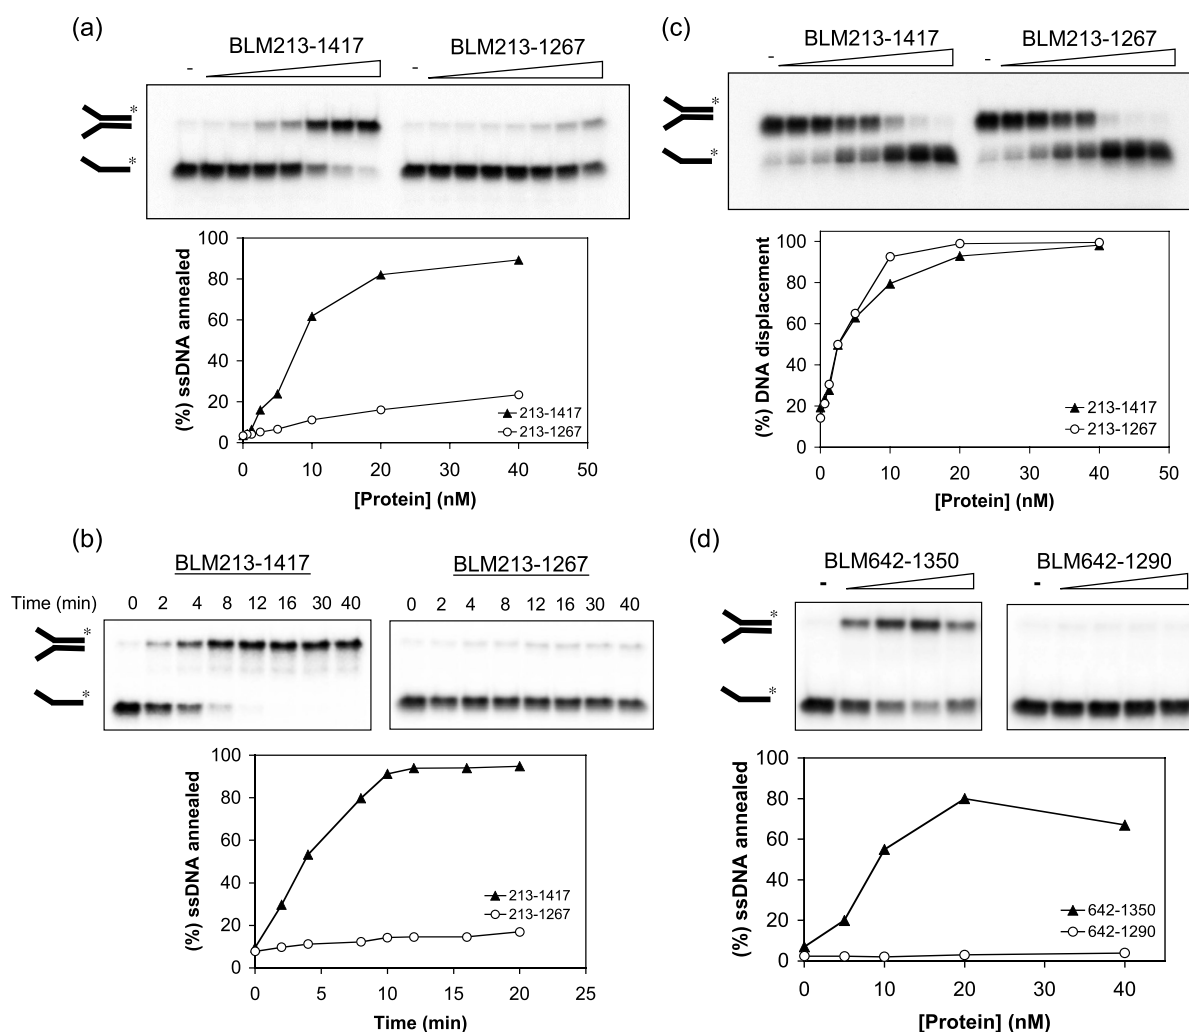 (a)
BLM213-1417 BLM213-1267
- -
*
*
(%) ssDNA annealed
100
80
60
40
20
0
213-1417
213-1267
0 10 20 30 40 50
[Protein] (nM)
(c)
BLM213-1417 BLM213-1267
- -
*
*
(%) DNA displacement
100
80
60
40
20
0
213-1417
213-1267
0 10 20 30 40 50
[Protein] (nM)
(b)
BLM213-1417 BLM213-1267
Time (min) 0 2 4 8 12 16 30 40 0 2 4 8 12 16 30 40
*
*
(%) ssDNA annealed
100
80
60
40
20
0
213-1417
213-1267
0 5 10 15 20 25
Time (min)
(d)
BLM642-1350 BLM642-1290
- -
*
*
(%) ssDNA annealed
100
80
60
40
20
0
642-1350
642-1290
0 10 20 30 40
[Protein] (nM)